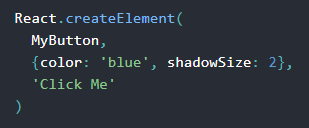 React.createElement(
  MyButton,
  {color: 'blue', shadowSize: 2},
  'Click Me'
)